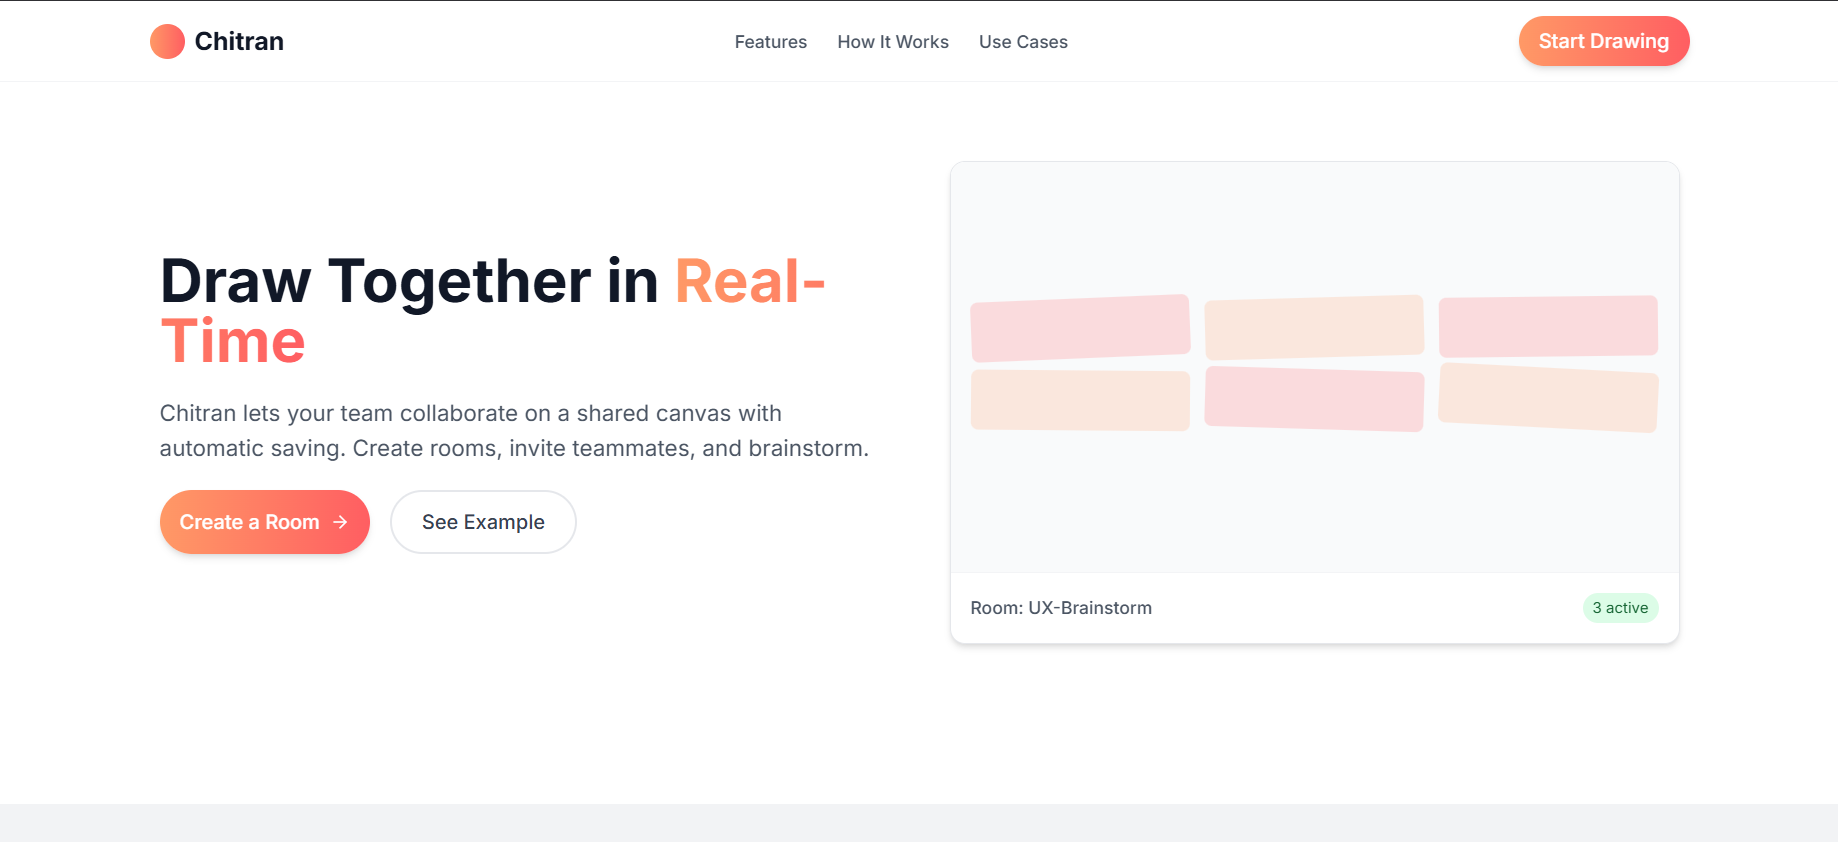 Chitran
Features
How It Works
Use Cases
Start Drawing
Draw Together in Real-
Time
Chitran lets your team collaborate on a shared canvas with
automatic saving. Create rooms, invite teammates, and brainstorm.
Create a Room →
See Example
Room: UX-Brainstorm
3 active